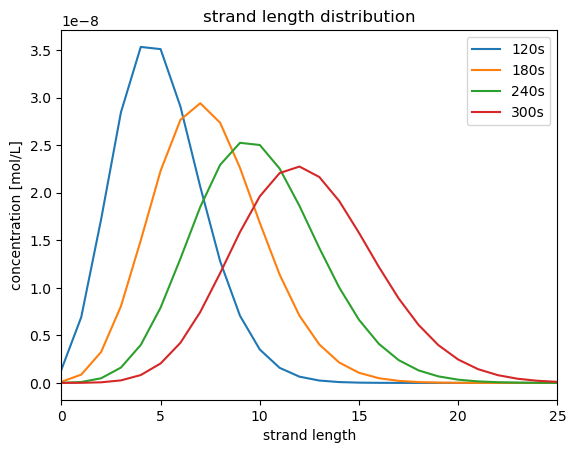 strand length distribution
1e−8
concentration [mol/L]
3.5
3.0
2.5
2.0
1.5
1.0
0.5
0.0
120s
180s
240s
300s
0 5 10 15 20 25
strand length